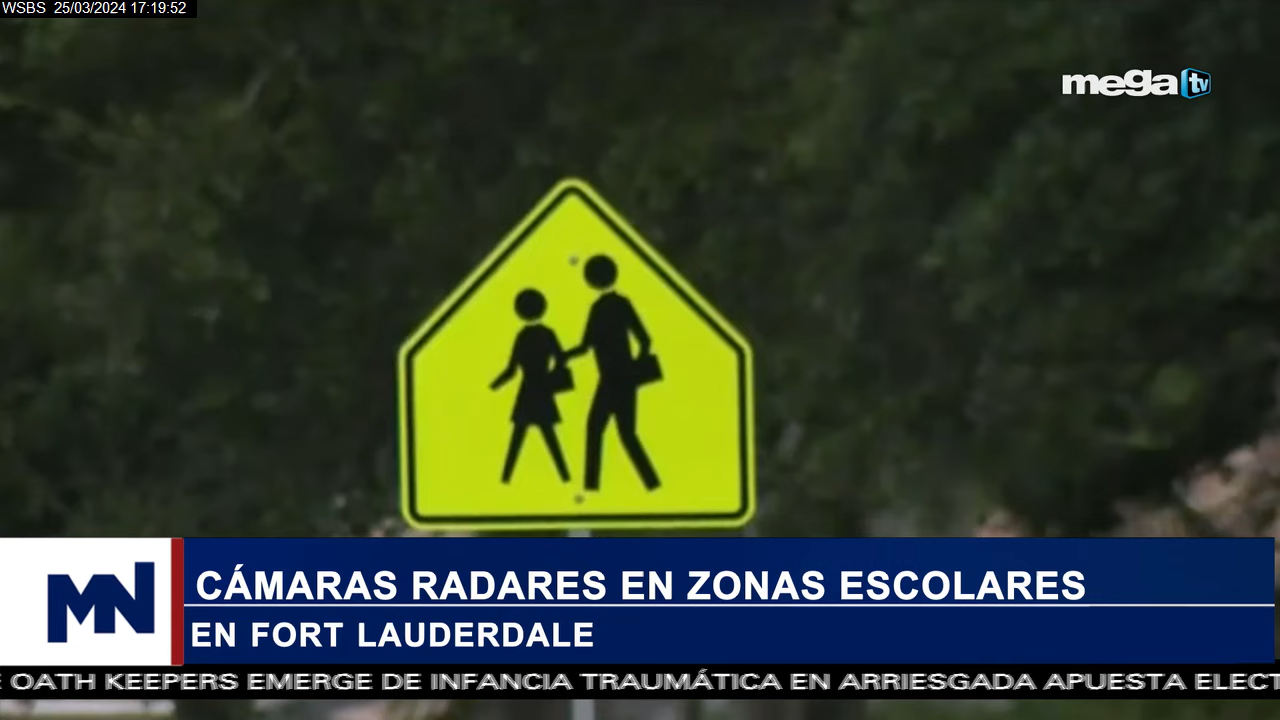 WSBS 25/03/2024 17:19:52
mega tv
MN
CÁMARAS RADARES EN ZONAS ESCOLARES
EN FORT LAUDERDALE
OATH KEEPERS EMERGE DE INFANCIA TRAUMÁTICA EN ARRIESGADA APUESTA